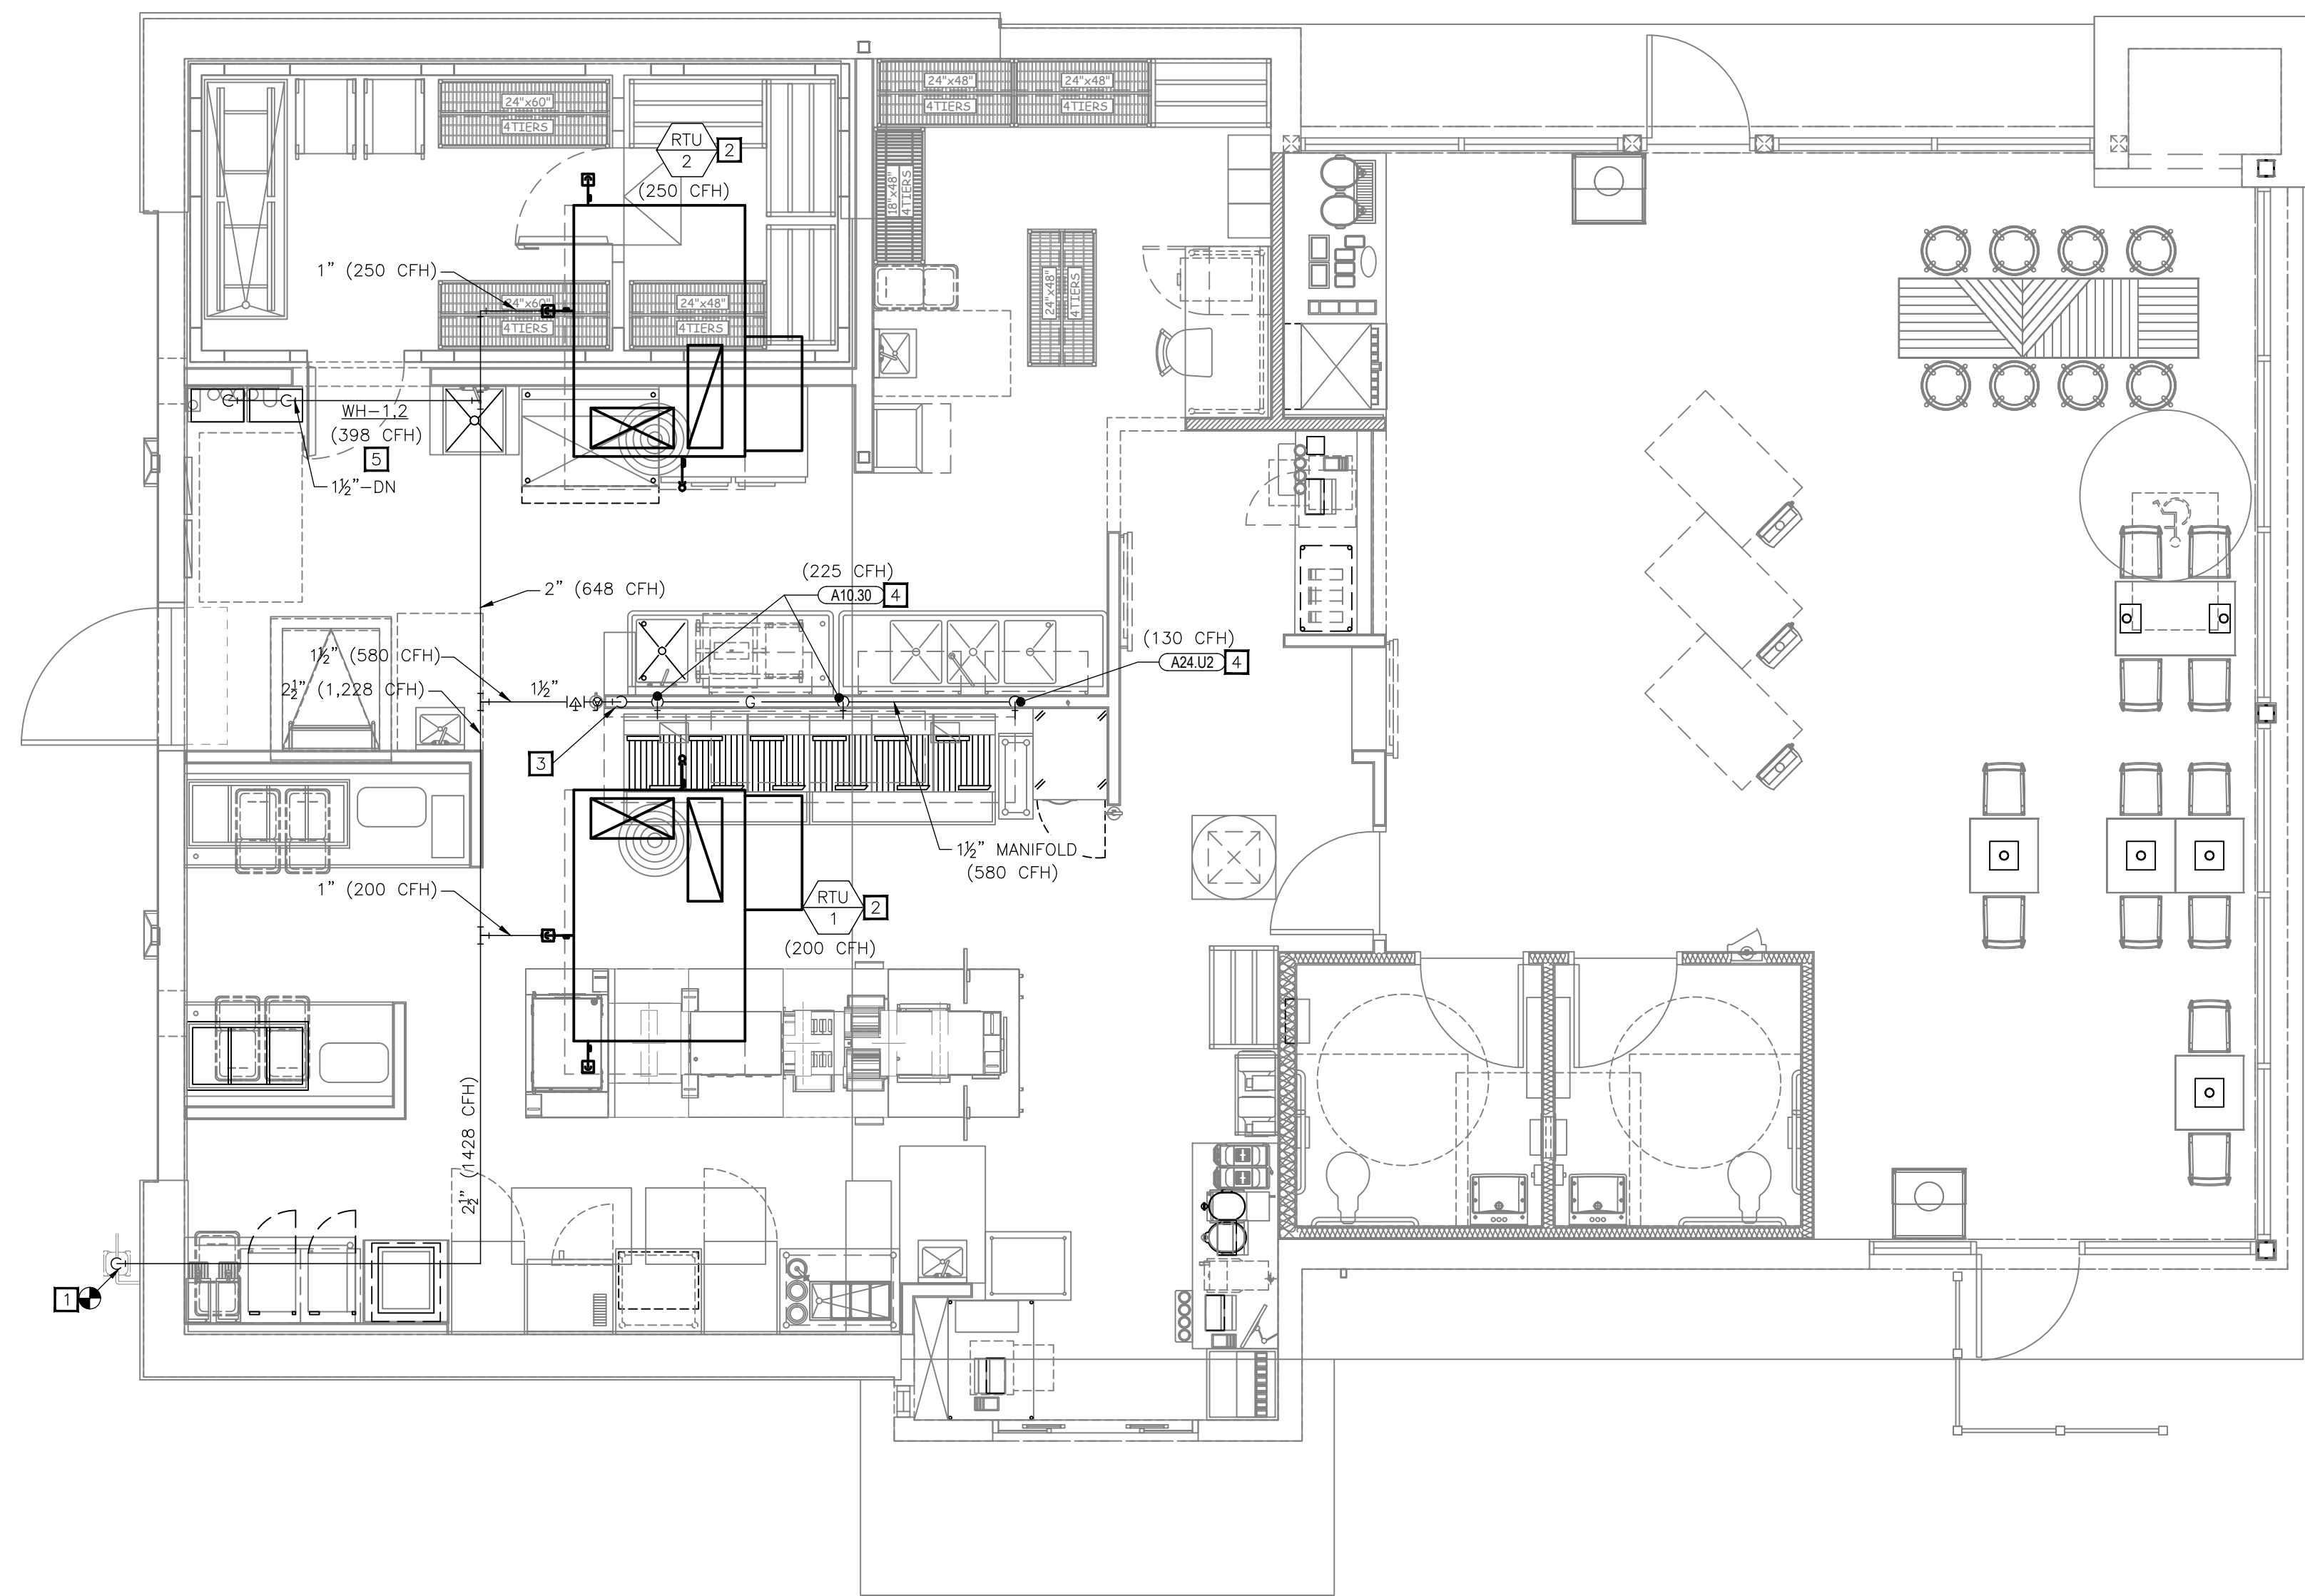 24"x48"
4TIERS
24"x48"
4TIERS
24"x60"
4TIERS
RTU
2
2
(250 CFH)
18"x48"
4TIERS
24"x48"
4TIERS
1" (250 CFH)
24"x60"
4TIERS
24"x48"
4TIERS
WH-1,2
(398 CFH)
5
1½"-DN
2" (648 CFH)
(225 CFH)
A10.30
4
(130 CFH)
A24.U2
4
1½" (580 CFH)
2½" (1,228 CFH)
1½"
G
3
1½" MANIFOLD
(580 CFH)
1" (200 CFH)
RTU
1
2
(200 CFH)
2½" (1428 CFH)
1